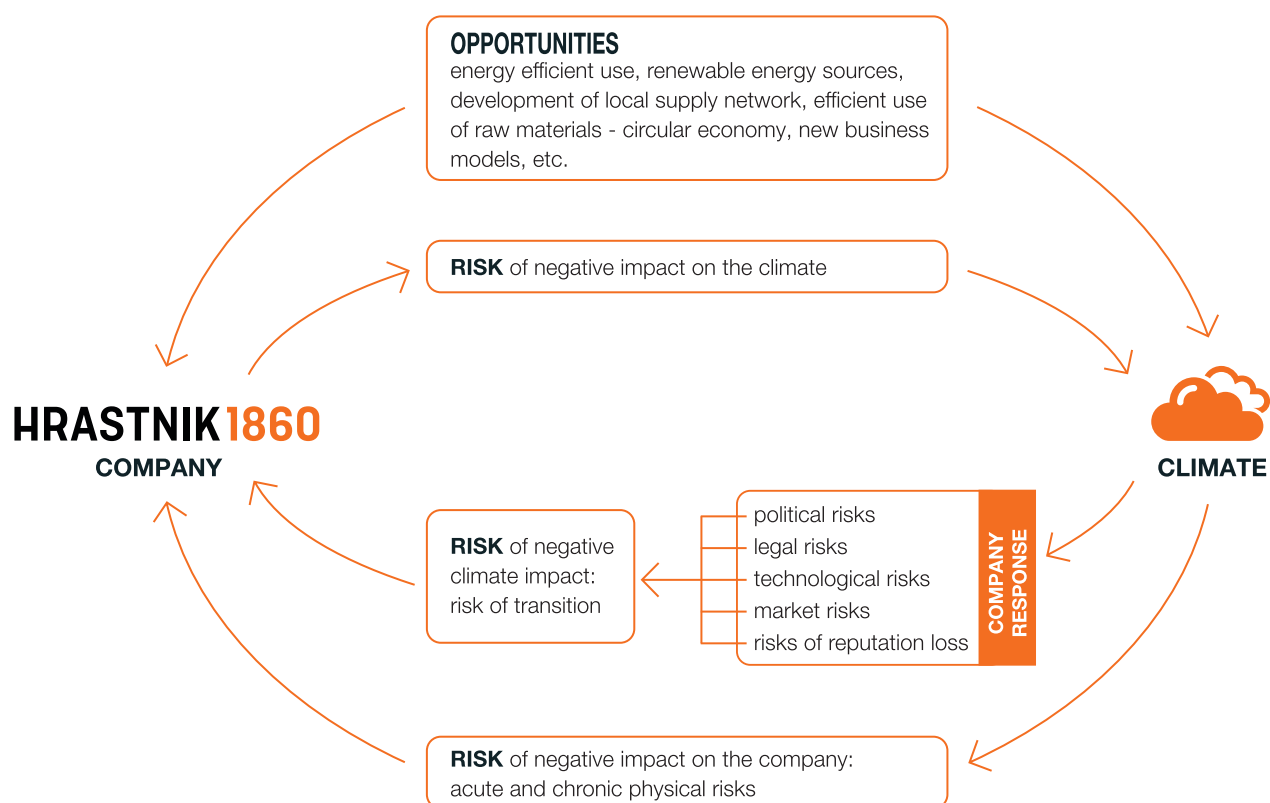 OPPORTUNITIES
energy efficient use, renewable energy sources,
development of local supply network, efficient use
of raw materials - circular economy, new business
models, etc.
RISK of negative impact on the climate
HRASTNIK 1860
COMPANY
CLIMATE
RISK of negative
climate impact:
risk of transition
political risks
legal risks
technological risks
market risks
risks of reputation loss
COMPANY
RESPONSE
RISK of negative impact on the company:
acute and chronic physical risks